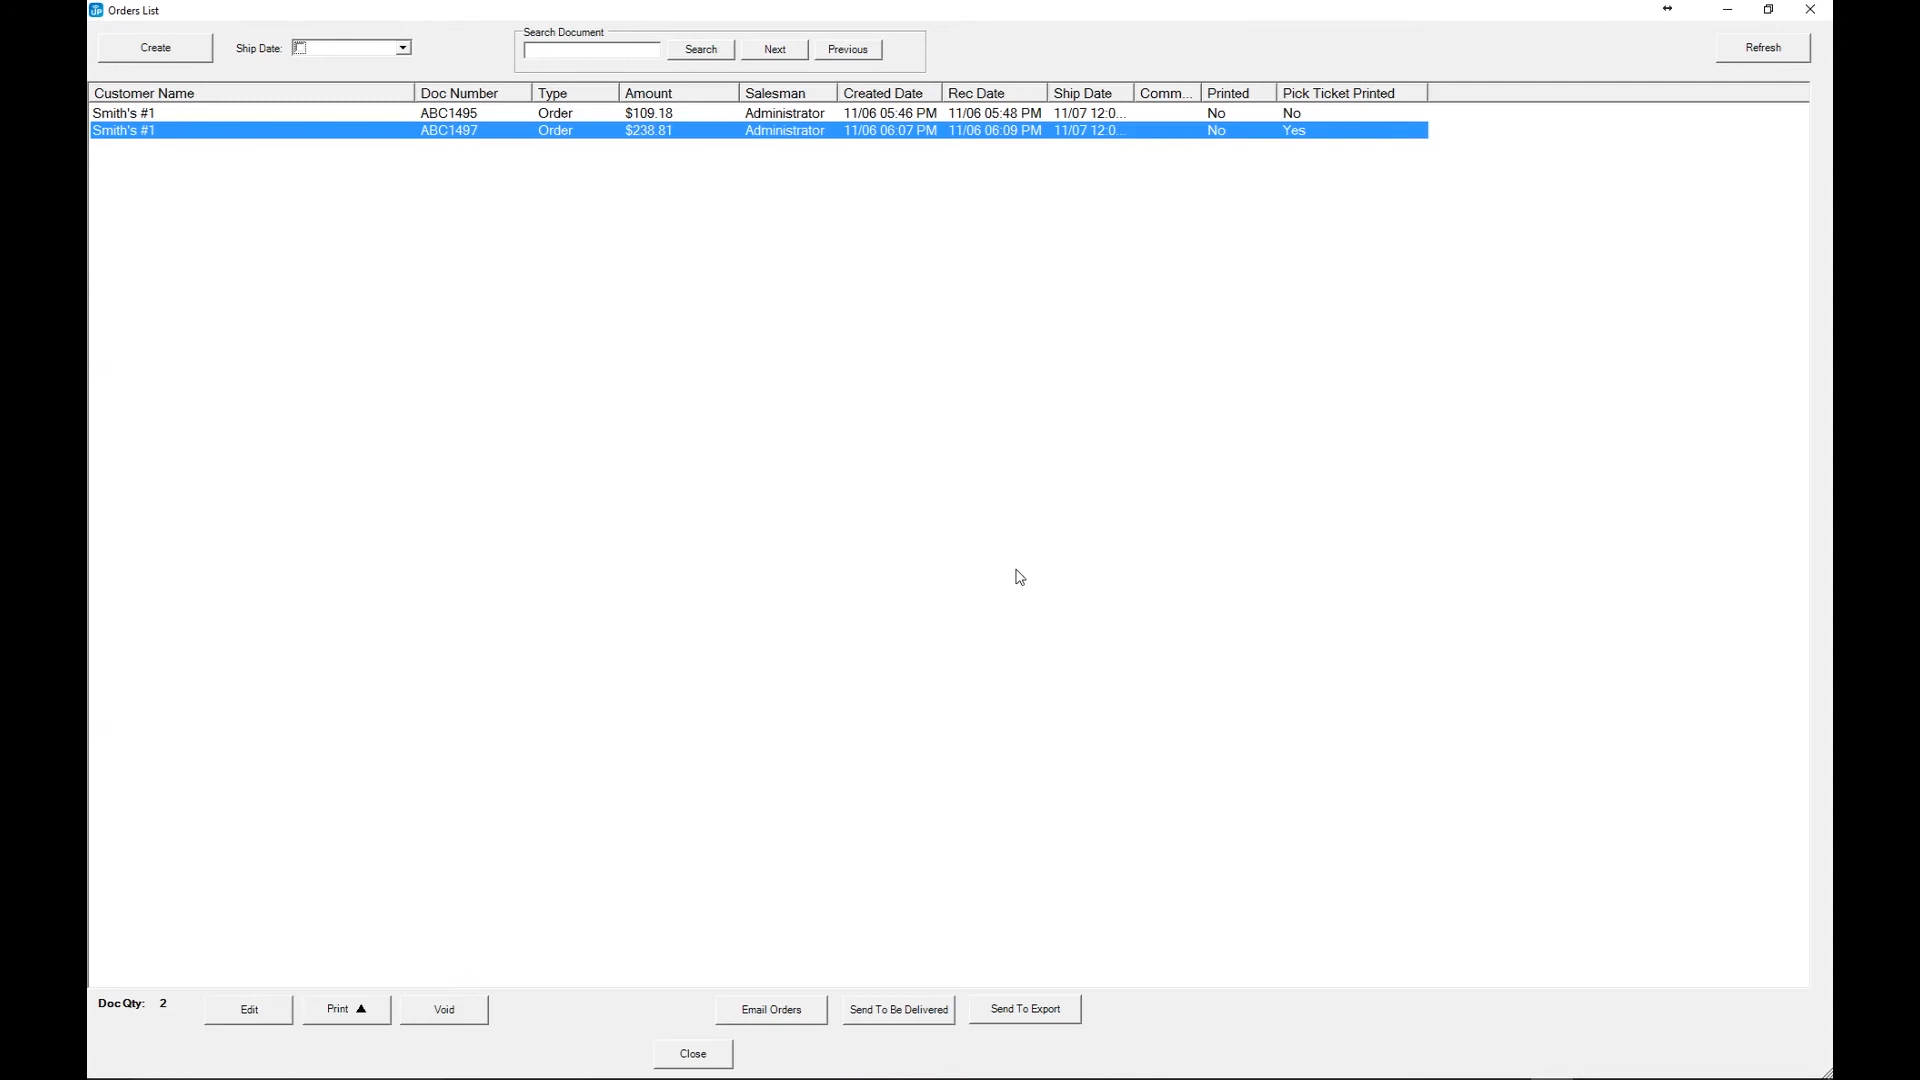 Orders List
Create
Ship Date:
Search Document
Search
Next
Previous
Refresh
Customer Name Doc Number Type Amount Salesman Created Date Rec Date Ship Date Comm... Printed Pick Ticket Printed
Smith's #1 ABC1495 Order $109.18 Administrator 11/06 05:46 PM 11/06 05:48 PM 11/07 12:0... No No
Smith's #1 ABC1497 Order $238.81 Administrator 11/06 06:07 PM 11/06 06:09 PM 11/07 12:0... No Yes
Doc Qty: 2
Edit
Print ▲
Void
Email Orders
Send To Be Delivered
Send To Export
Close